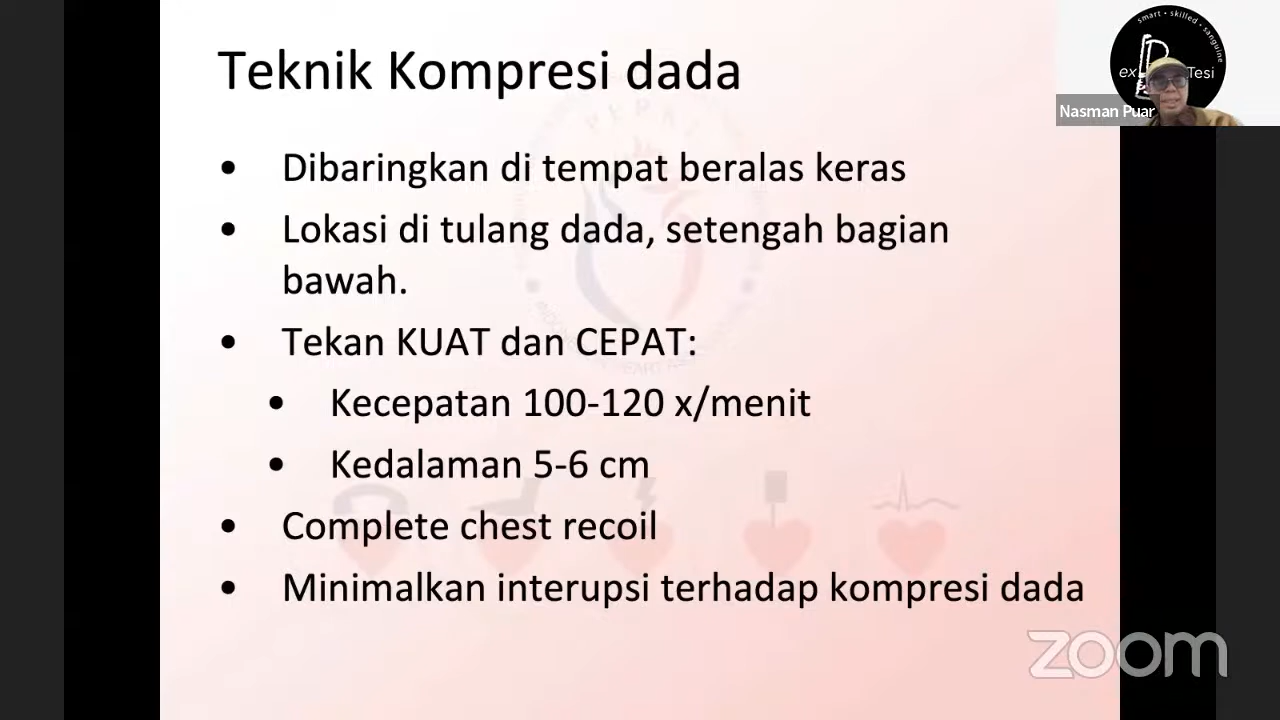 Teknik Kompresi dada
smart • skilled • sanguine
ex
Tesi
Nasman Puar
• Dibaringkan di tempat beralas keras
• Lokasi di tulang dada, setengah bagian
bawah.
• Tekan KUAT dan CEPAT:
• Kecepatan 100-120 x/menit
• Kedalaman 5-6 cm
• Complete chest recoil
• Minimalkan interupsi terhadap kompresi dada
zoom